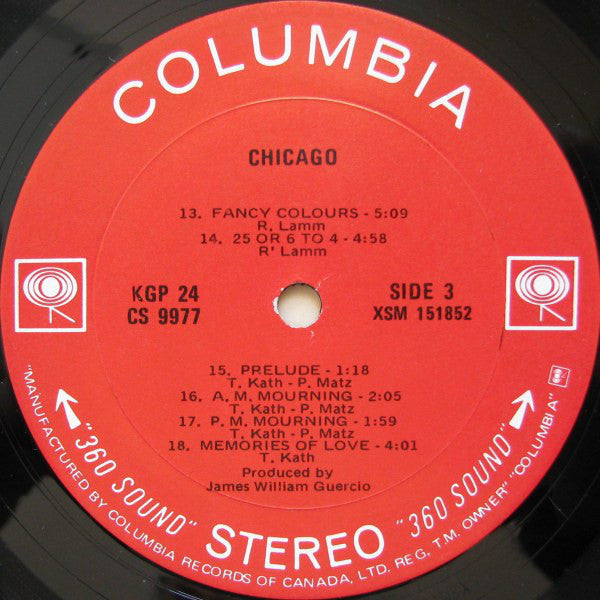 COLUMBIA
CHICAGO
13. FANCY COLOURS - 5:09
R. Lamm
14. 25 OR 6 TO 4 - 4:58
R' Lamm
KGP 24
CS 9977
SIDE 3
XSM 151852
15. PRELUDE - 1:18
T. Kath - P. Matz
16. A. M. MOURNING - 2:05
T. Kath - P. Matz
17. P. M. MOURNING - 1:59
T. Kath - P. Matz
18. MEMORIES OF LOVE - 4:01
T. Kath
Produced by
James William Guercio
"360 SOUND" STEREO "360 SOUND"
"MANUFACTURED BY COLUMBIA RECORDS OF CANADA, LTD. REG. T.M. OWNER" "COLUMBIA"